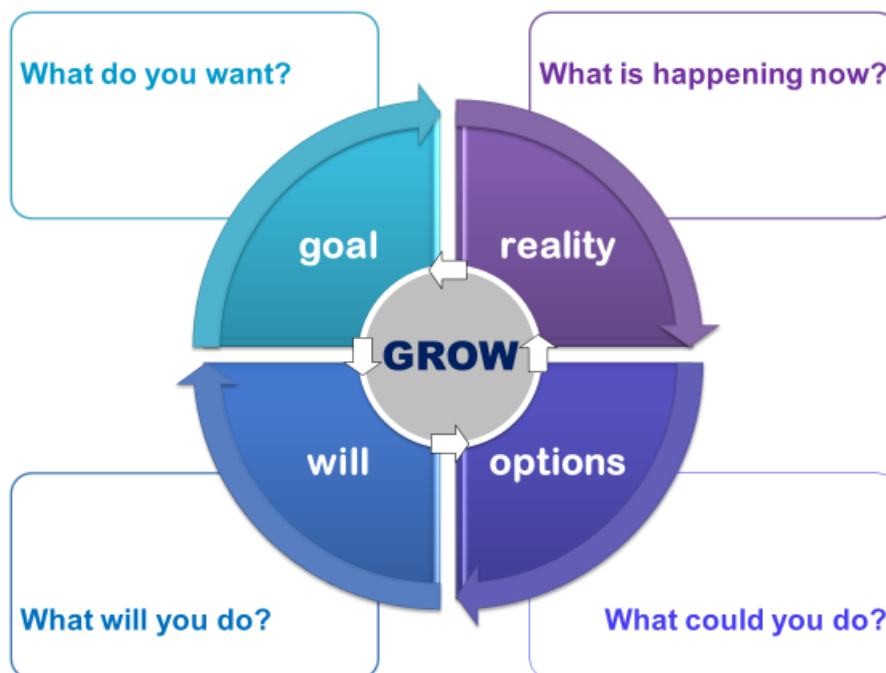 What do you want?
What is happening now?
goal
reality
GROW
will
options
What will you do?
What could you do?